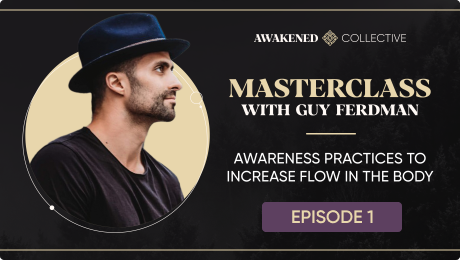 AWAKENED COLLECTIVE
MASTERCLASS
WITH GUY FERDMAN
AWARENESS PRACTICES TO
INCREASE FLOW IN THE BODY
EPISODE 1